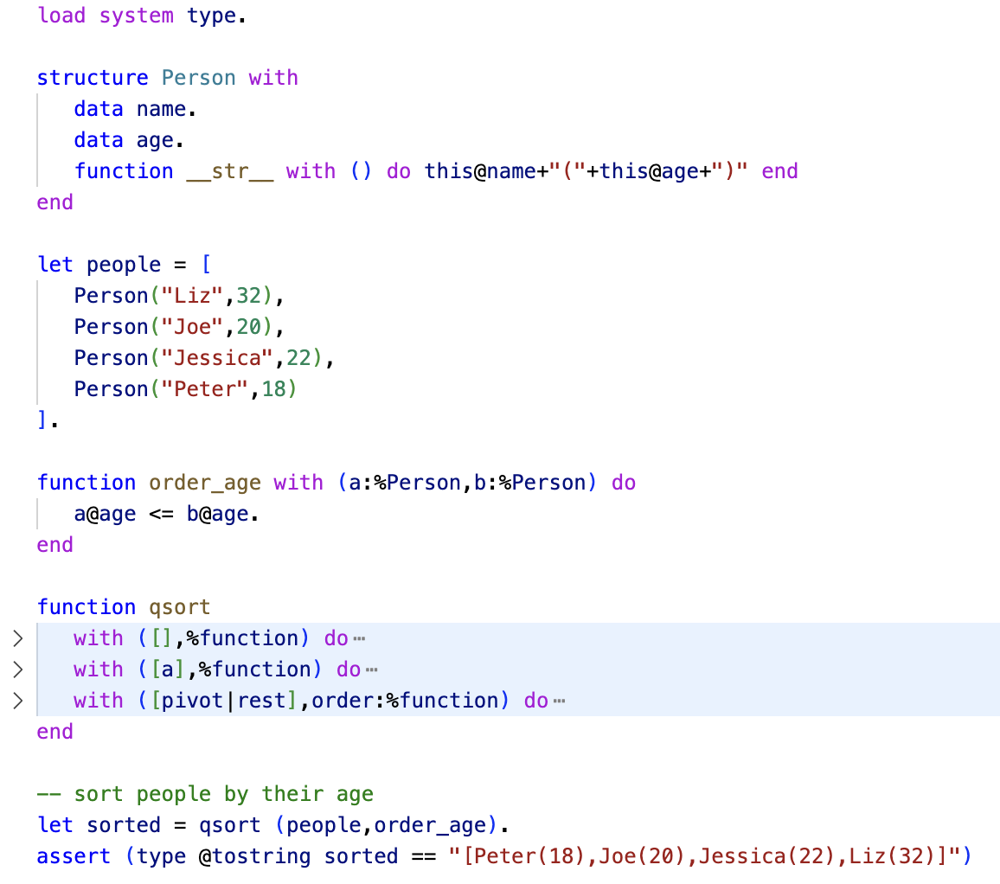 load system type.
structure Person with
data name.
data age.
function __str__ with () do this@name+"("+this@age+")" end
end
let people = [
Person("Liz",32),
Person("Joe",20),
Person("Jessica",22),
Person("Peter",18)
].
function order_age with (a:%Person,b:%Person) do
a@age <= b@age.
end
function qsort
with ([],%function) do⋯
with ([a],%function) do⋯
with ([pivot|rest],order:%function) do⋯
end
-- sort people by their age
let sorted = qsort (people,order_age).
assert (type @tostring sorted == "[Peter(18),Joe(20),Jessica(22),Liz(32)]")